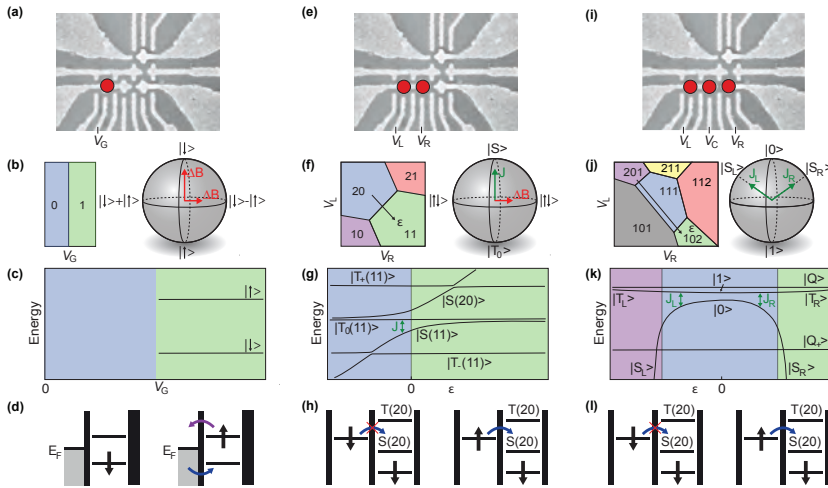 (a)
V_G
(b)
0
1
V_G
|↓>
ΔB
ΔB
|↓>+|↑>
|↓>-|↑>
|↑>
(c)
Energy
|↑>
|↓>
0
V_G
(d)
E_F
E_F
(e)
V_L
V_R
(f)
20
21
10
11
ε
V_L
V_R
|S>
J
ΔB
|↑↓>
|↑↓>
|T_0>
(g)
Energy
|T_+(11)>
|S(20)>
|T_0(11)>
J
|S(11)>
|T_-(11)>
0
ε
(h)
T(20)
S(20)
T(20)
S(20)
(i)
V_L
V_C
V_R
(j)
201
211
111
112
101
102
ε
V_L
V_R
|0>
|S_L>
|S_R>
J_L
J_R
|1>
(k)
Energy
|1>
|Q>
|T_L>
J_L
J_R
|T_R>
|0>
|Q_+>
|S_L>
|S_R>
ε
0
(l)
T(20)
S(20)
T(20)
S(20)